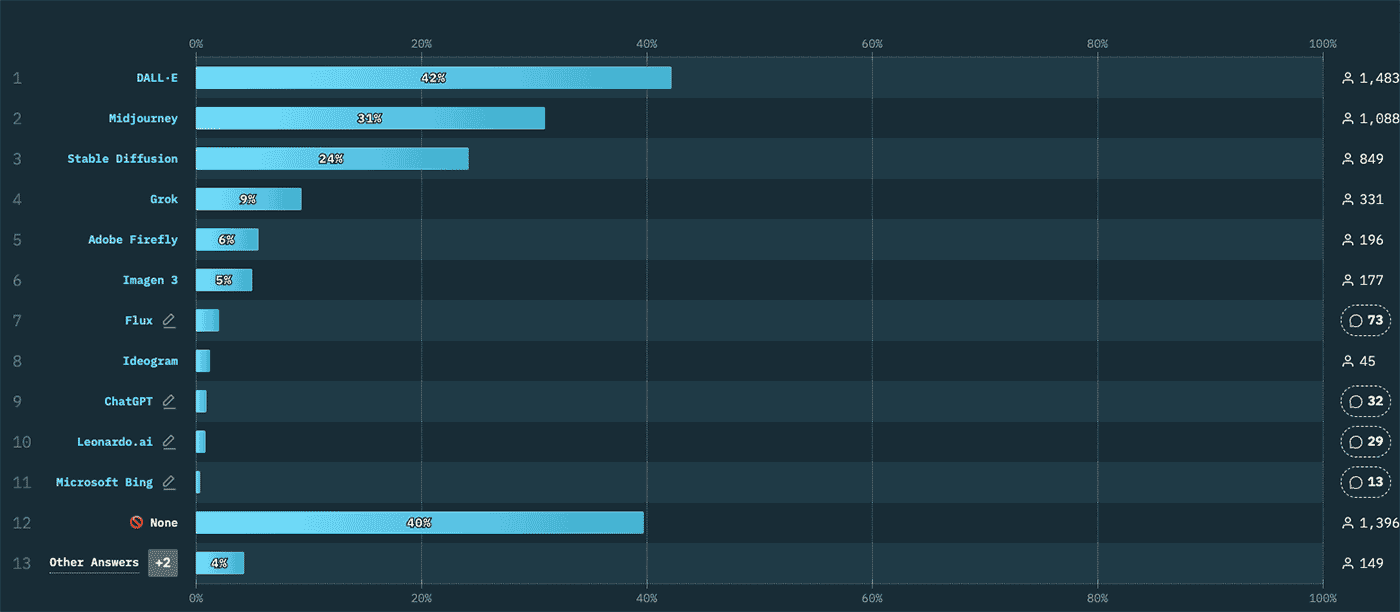 0% 20% 40% 60% 80% 100%
1 DALL·E 42% 1,483
2 Midjourney 31% 1,088
3 Stable Diffusion 24% 849
4 Grok 9% 331
5 Adobe Firefly 6% 196
6 Imagen 3 5% 177
7 Flux 73
8 Ideogram 45
9 ChatGPT 32
10 Leonardo.ai 29
11 Microsoft Bing 13
12 🚫 None 40% 1,396
13 Other Answers +2 4% 149
0% 20% 40% 60% 80% 100%